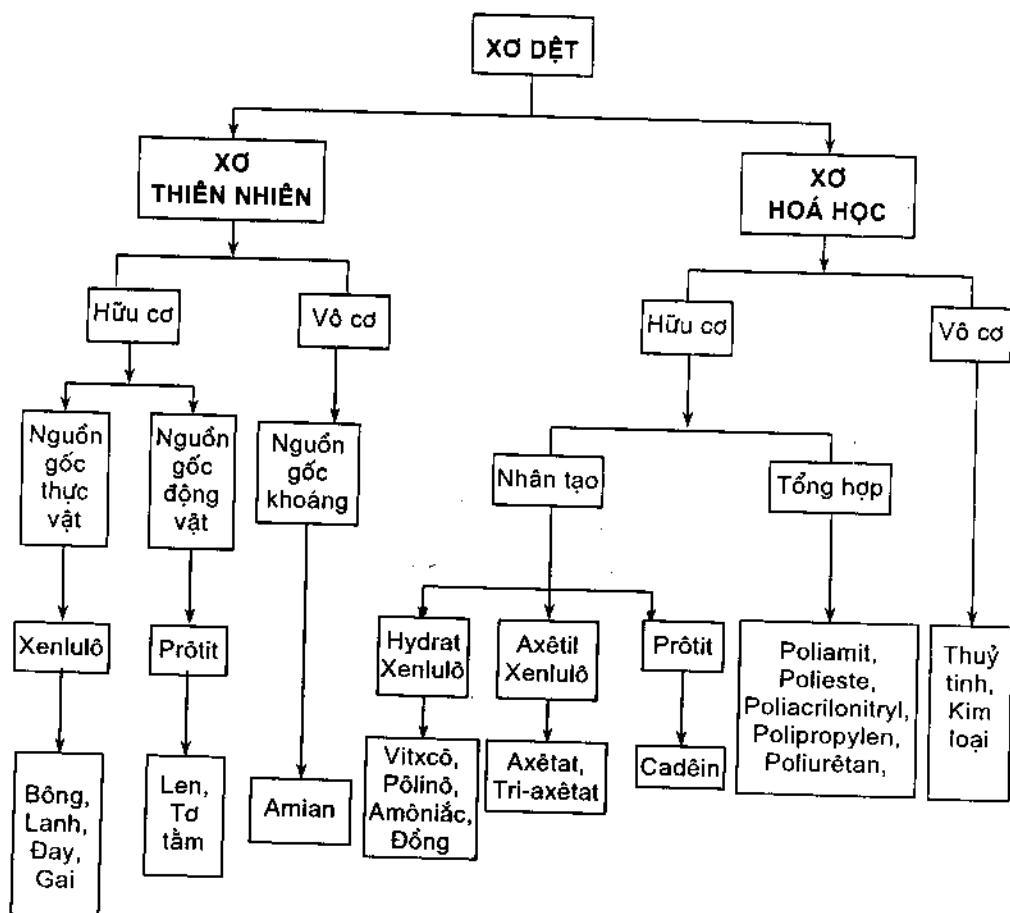 XƠ DỆT
XƠ
THIÊN NHIÊN
XƠ
HOÁ HỌC
Hữu cơ
Vô cơ
Hữu cơ
Vô cơ
Nguồn
gốc
thực
vật
Nguồn
gốc
động
vật
Nguồn
gốc
khoáng
Nhân tạo
Tổng hợp
Xenlulô
Prôtit
Hydrat
Xenlulô
Axêtil
Xenlulô
Prôtit
Poliamit,
Polieste,
Poliacrilonitryl,
Polipropylen,
Poliurêtan,
Thuỷ
tinh,
Kim
loại
Bông,
Lanh,
Đay,
Gai
Len,
Tơ
tằm
Amian
Vitxcô,
Pôlinô,
Amôniắc,
Đồng
Axêtat,
Tri-axêtat
Cadêin